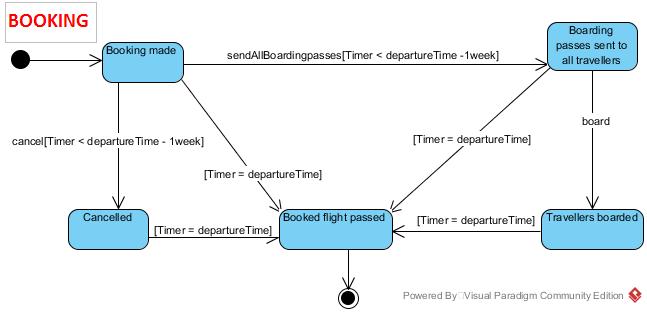 BOOKING
Booking made
sendAllBoardingpasses[Timer < departureTime -1week]
Boarding
passes sent to
all travellers
cancel[Timer < departureTime - 1week]
[Timer = departureTime]
[Timer = departureTime]
board
Cancelled
[Timer = departureTime]
Booked flight passed
[Timer = departureTime]
Travellers boarded
Powered By Visual Paradigm Community Edition